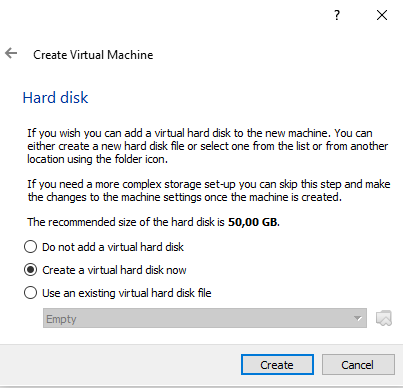 ?
Create Virtual Machine
Hard disk
If you wish you can add a virtual hard disk to the new machine. You can
either create a new hard disk file or select one from the list or from another
location using the folder icon.
If you need a more complex storage set-up you can skip this step and make
the changes to the machine settings once the machine is created.
The recommended size of the hard disk is 50,00 GB.
Do not add a virtual hard disk
Create a virtual hard disk now
Use an existing virtual hard disk file
Empty
Create Cancel